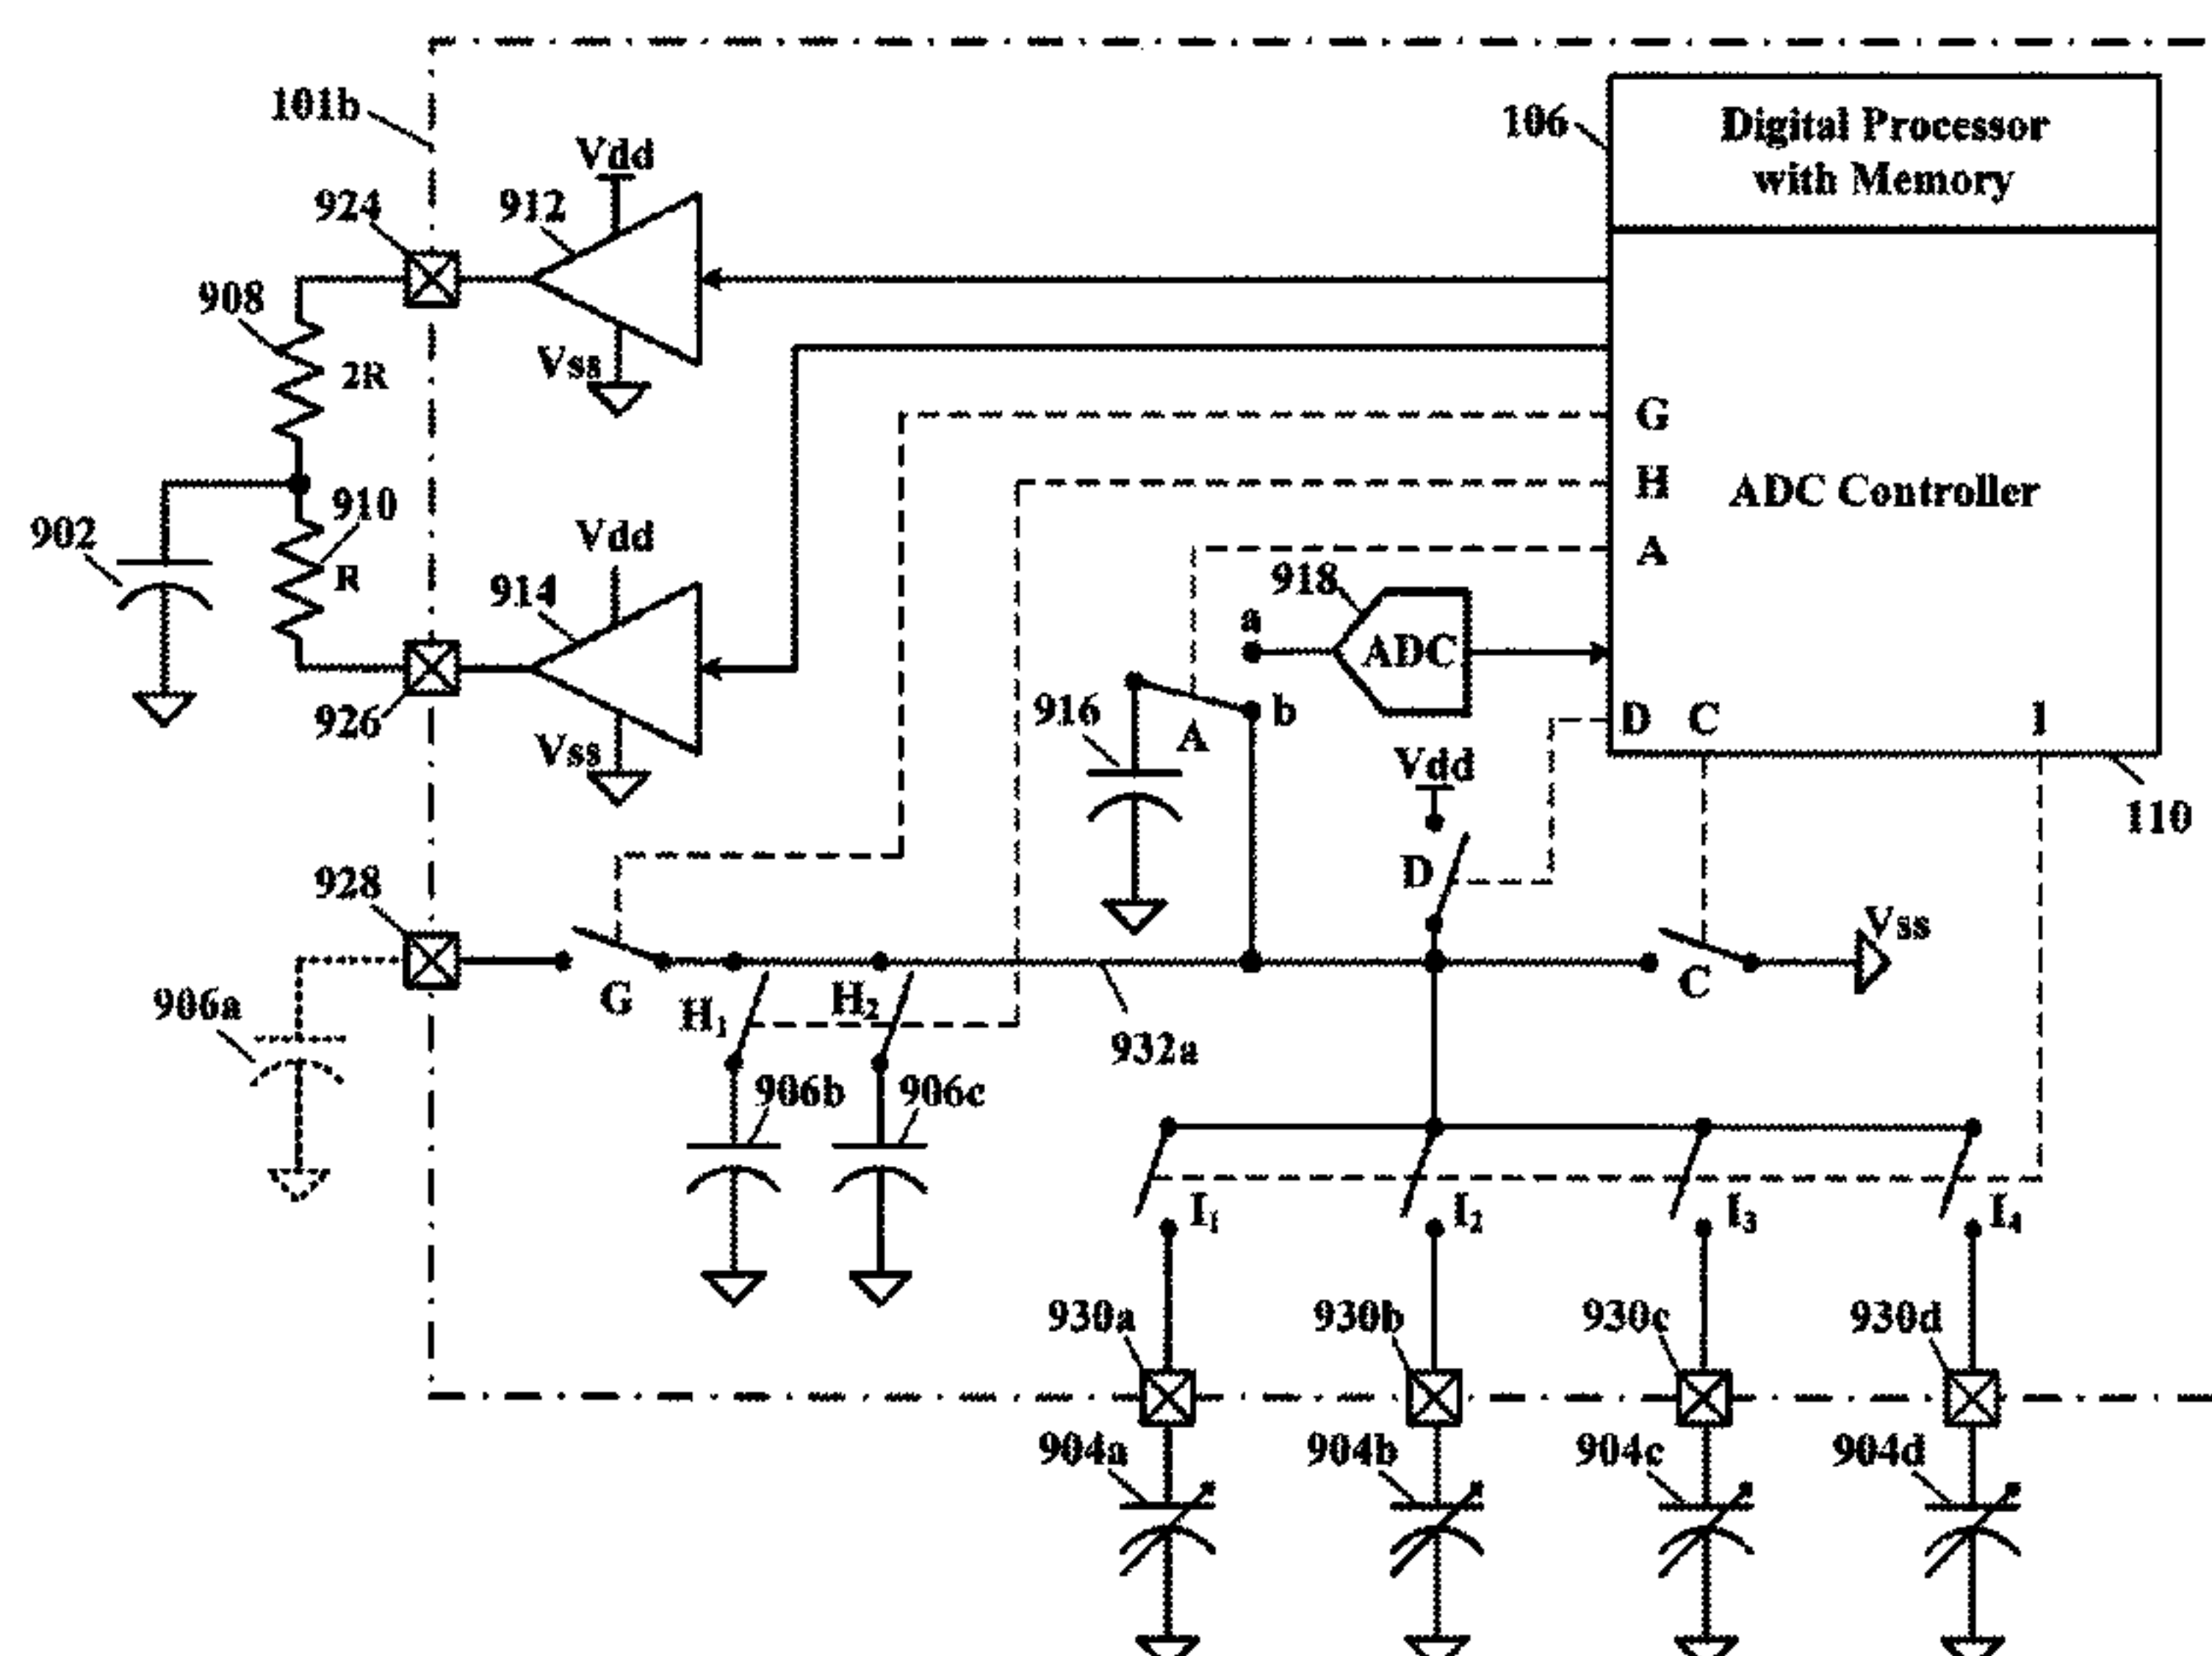 101b
106
Digital Processor
with Memory
Vdd
924
912
908
2R
Vss
G
H
ADC Controller
A
910
902
R
Vdd
914
918
a
ADC
916
A
b
D
C
1
926
Vss
Vdd
110
928
D
Vss
906a
G
H1
H2
C
932a
906b
906c
I1
I2
I3
I4
930a
930b
930c
930d
904a
904b
904c
904d